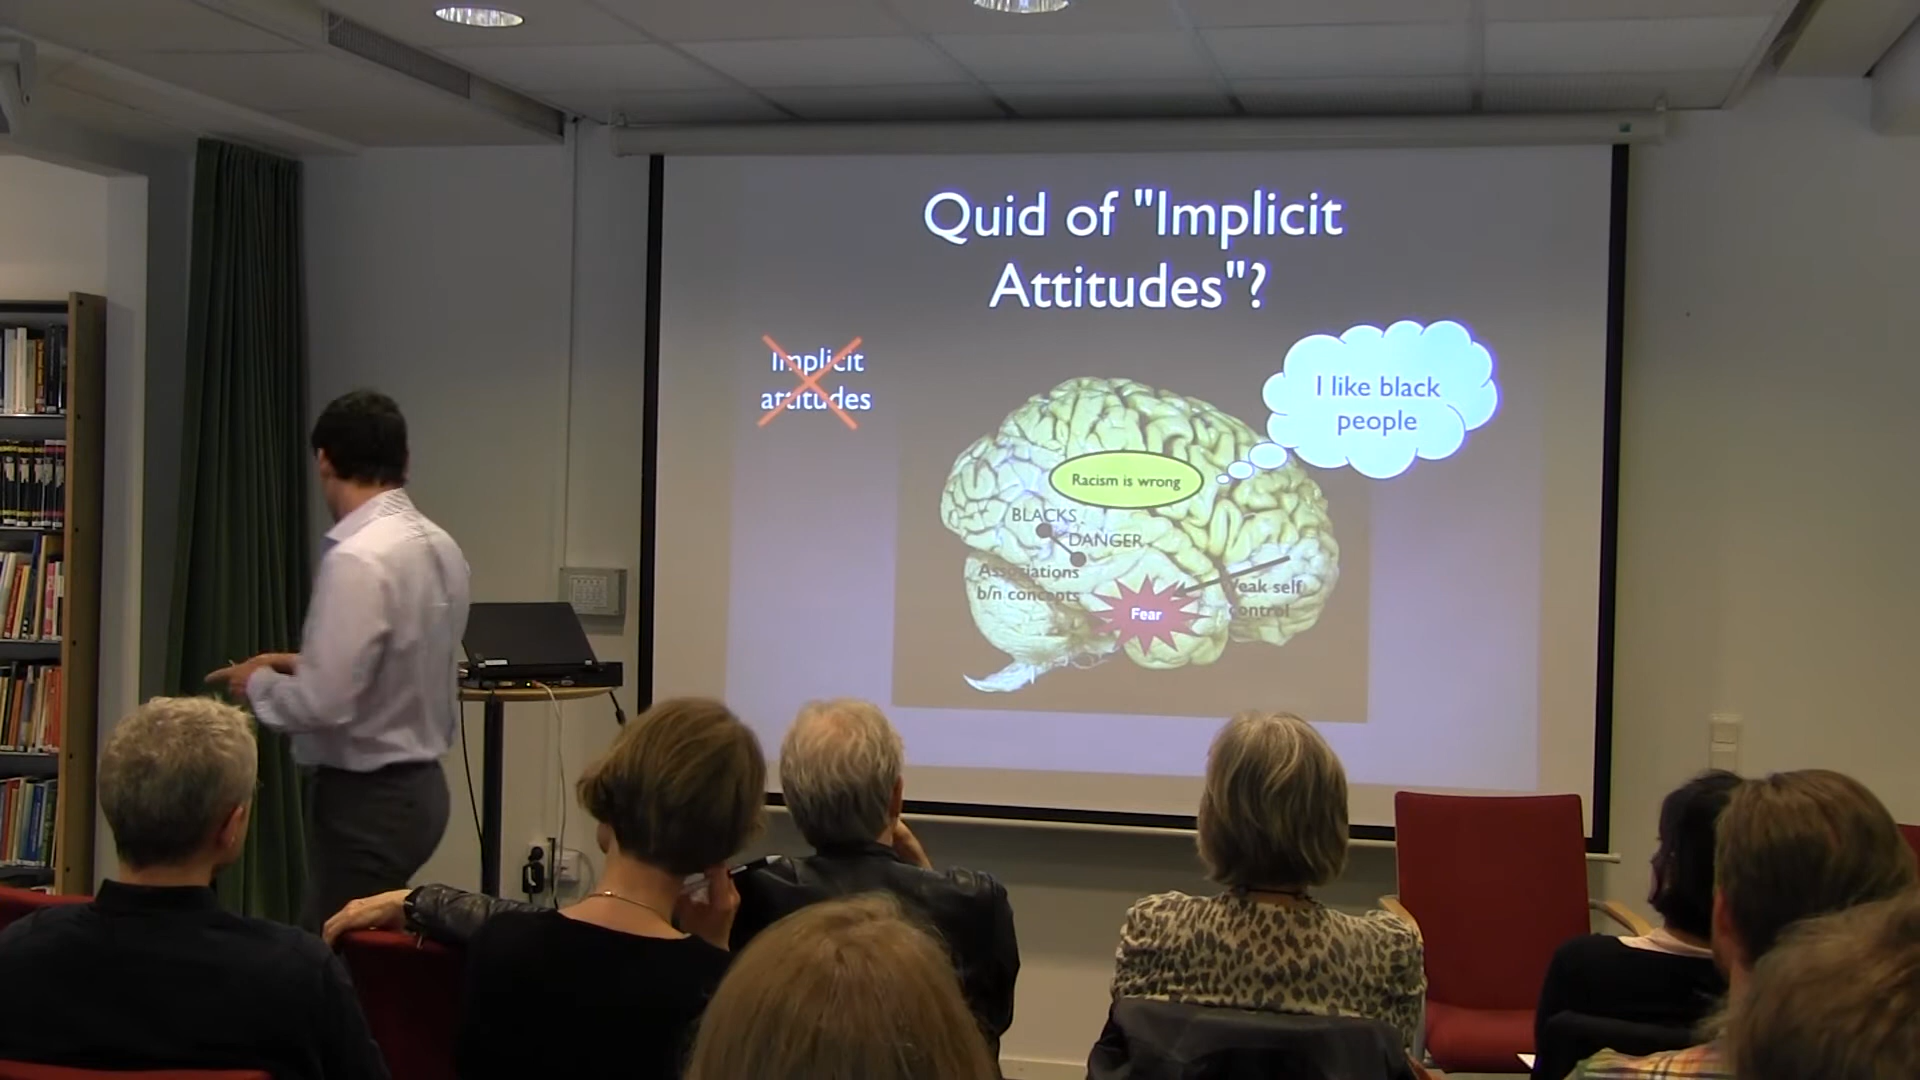 Quid of "Implicit
Attitudes"?
Implicit
attitudes
I like black
people
Racism is wrong
BLACKS
DANGER
Associations
b/n concepts
Fear
Weak self
control